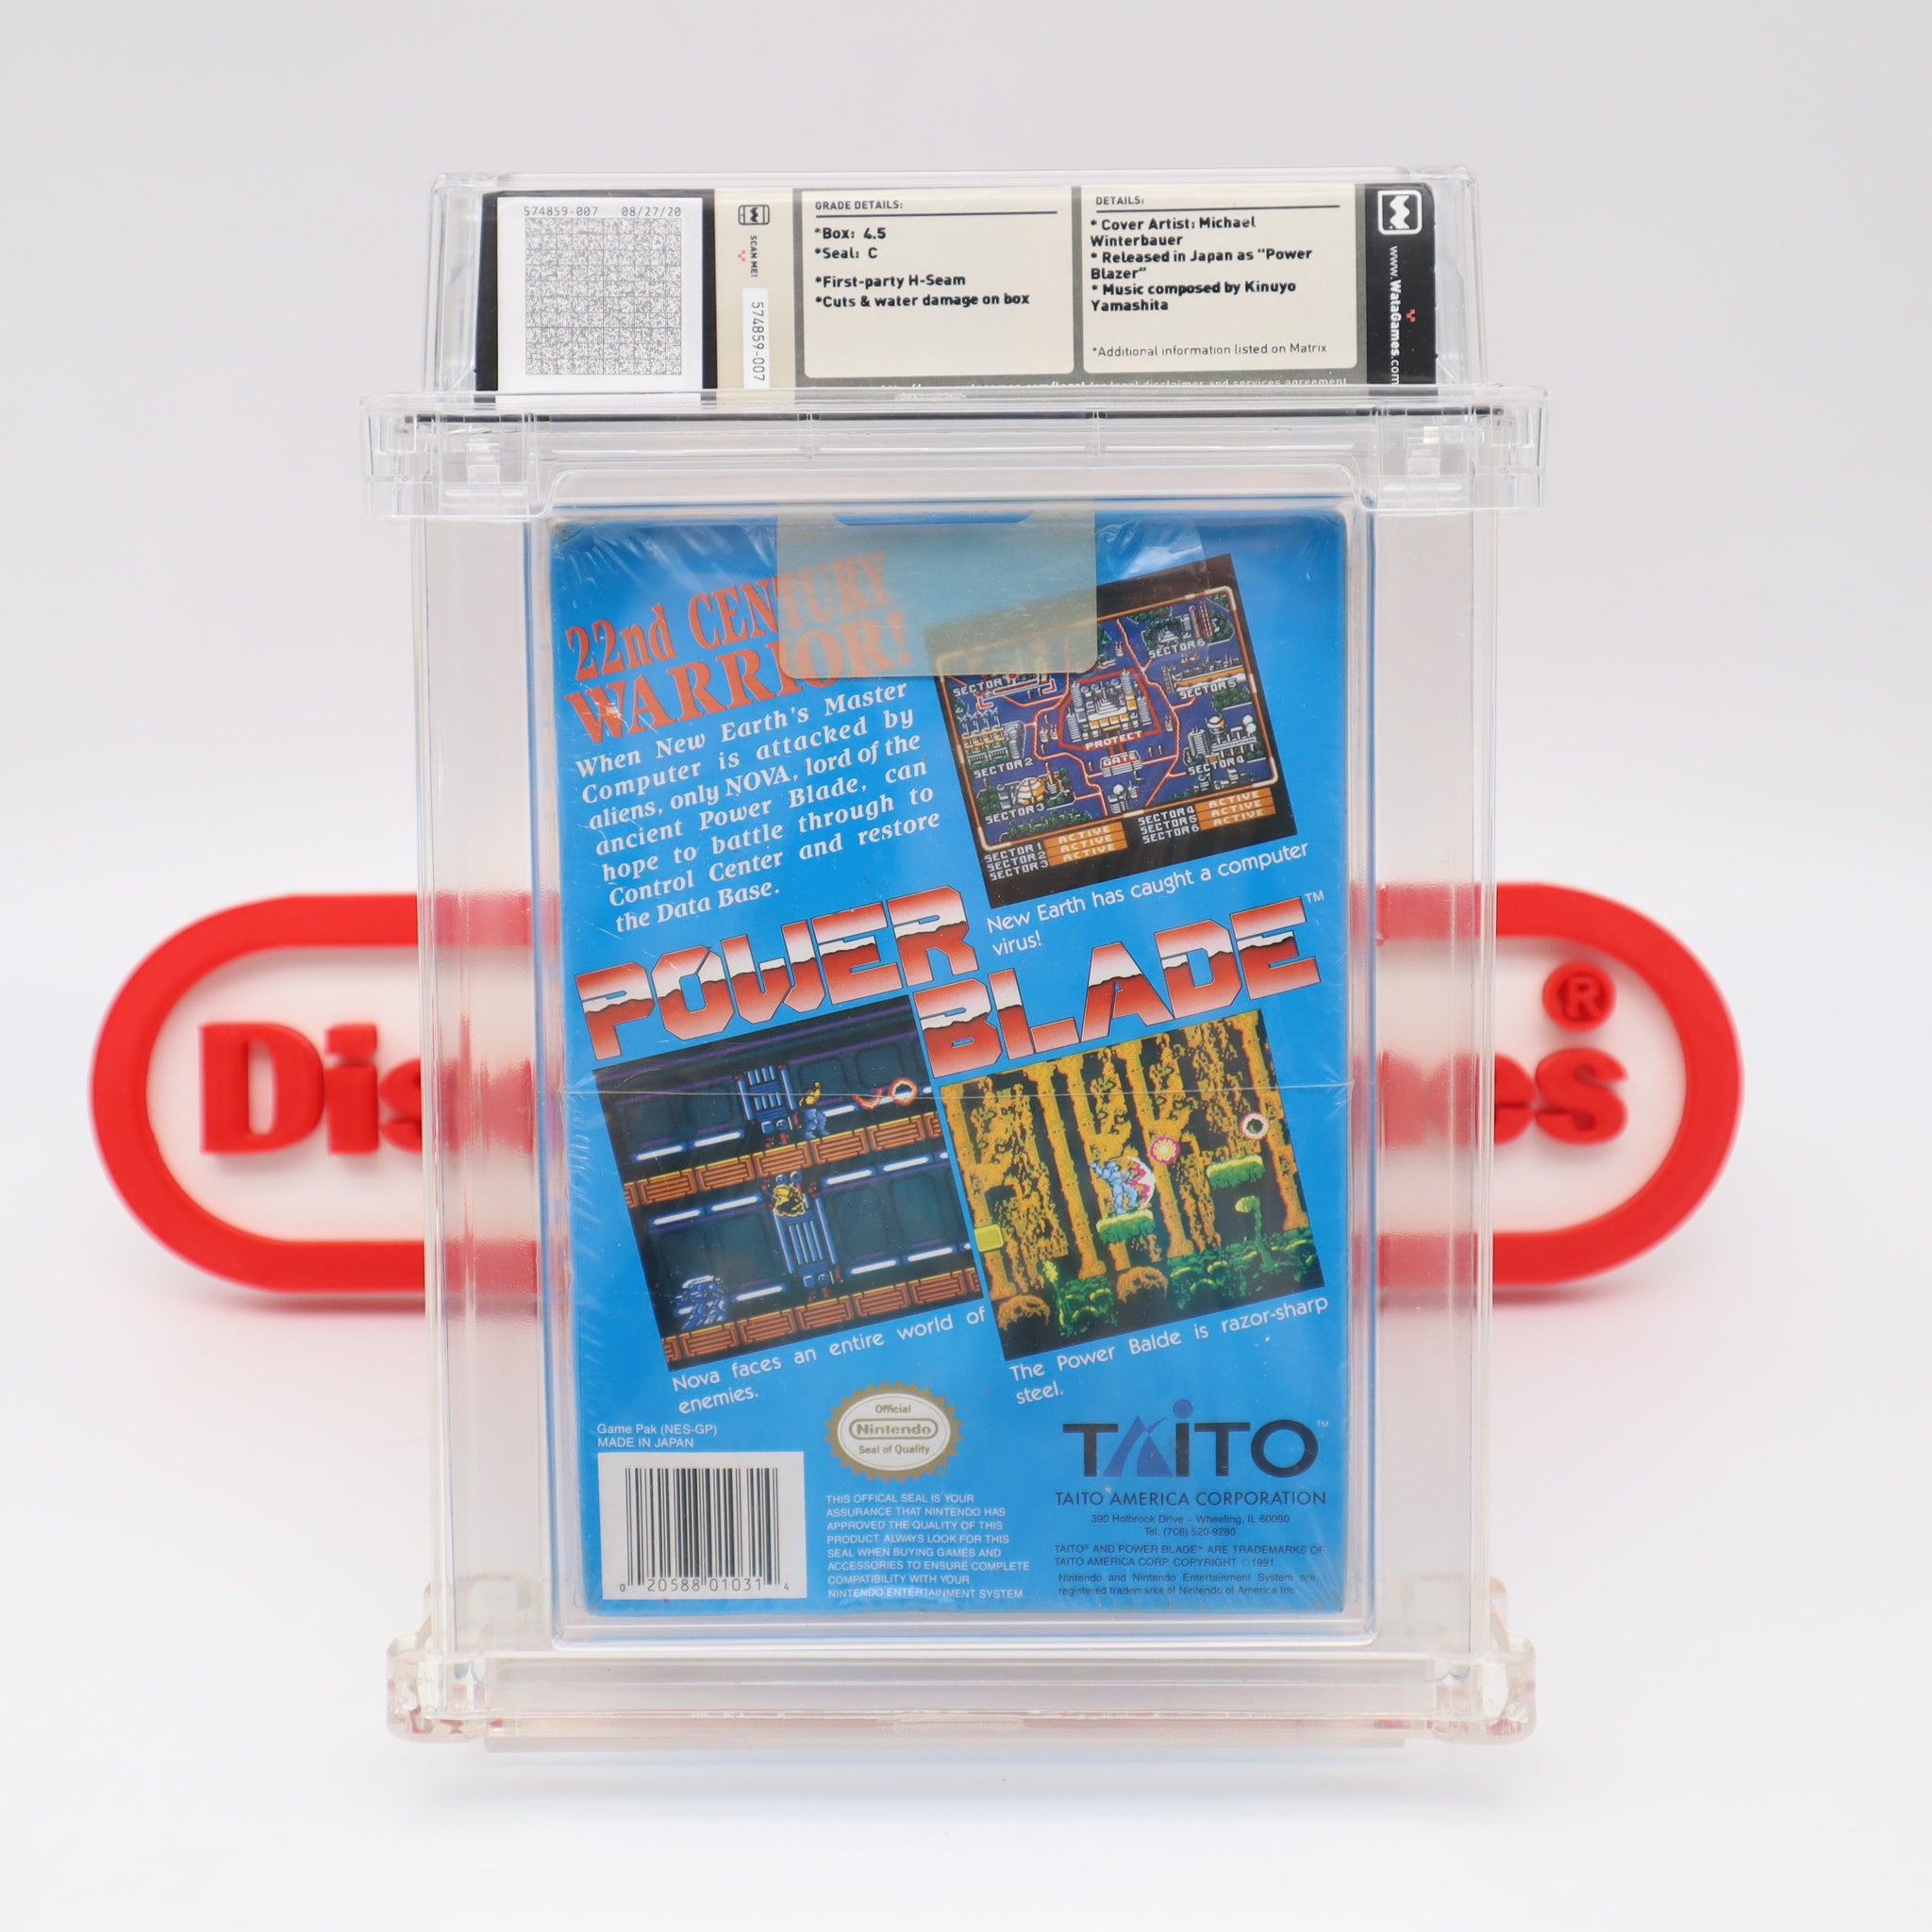 574859-007 08/27/20
SCAN ME!
574859-007
GRADE DETAILS:
*Box: 4.5
*Seal: C
*First-party H-Seam
*Cuts & water damage on box
DETAILS:
* Cover Artist: Michael
Winterbauer
* Released in Japan as "Power
Blazer"
* Music composed by Kinuyo
Yamashita
*Additional information listed on Matrix
for legal disclaimer and services agreement
www.WataGames.com
22nd CENTURY
WARRIOR!
When New Earth's Master
Computer is attacked by
aliens, only NOVA, lord of the
ancient Power Blade, can
hope to battle through to
Control Center and restore
the Data Base.
SECTOR 1
SECTOR 6
SECTOR 5
PROTECT
SECTOR 2
GATE
SECTOR 4
SECTOR 3
SECTOR 1 ACTIVE
SECTOR 2 ACTIVE
SECTOR 3 ACTIVE
SECTOR 4 ACTIVE
SECTOR 5 ACTIVE
SECTOR 6 ACTIVE
New Earth has caught a computer
virus!
POWER
BLADE™
Nova faces an entire world of
enemies.
The Power Balde is razor-sharp
steel.
Game Pak (NES-GP)
MADE IN JAPAN
0 20588 01031 4
Official
Nintendo
Seal of Quality
THIS OFFICAL SEAL IS YOUR
ASSURANCE THAT NINTENDO HAS
APPROVED THE QUALITY OF THIS
PRODUCT. ALWAYS LOOK FOR THIS
SEAL WHEN BUYING GAMES AND
ACCESSORIES TO ENSURE COMPLETE
COMPATIBILITY WITH YOUR
NINTENDO ENTERTAINMENT SYSTEM.
TAITO™
TAITO AMERICA CORPORATION
390 Holbrook Drive – Wheeling, IL 60090
Tel: (708) 520-9280
TAITO® AND POWER BLADE™ ARE TRADEMARKS OF
TAITO AMERICA CORP. COPYRIGHT ©1991.
Nintendo and Nintendo Entertainment System are
registered trademarks of Nintendo of America Inc.
Dis
es®